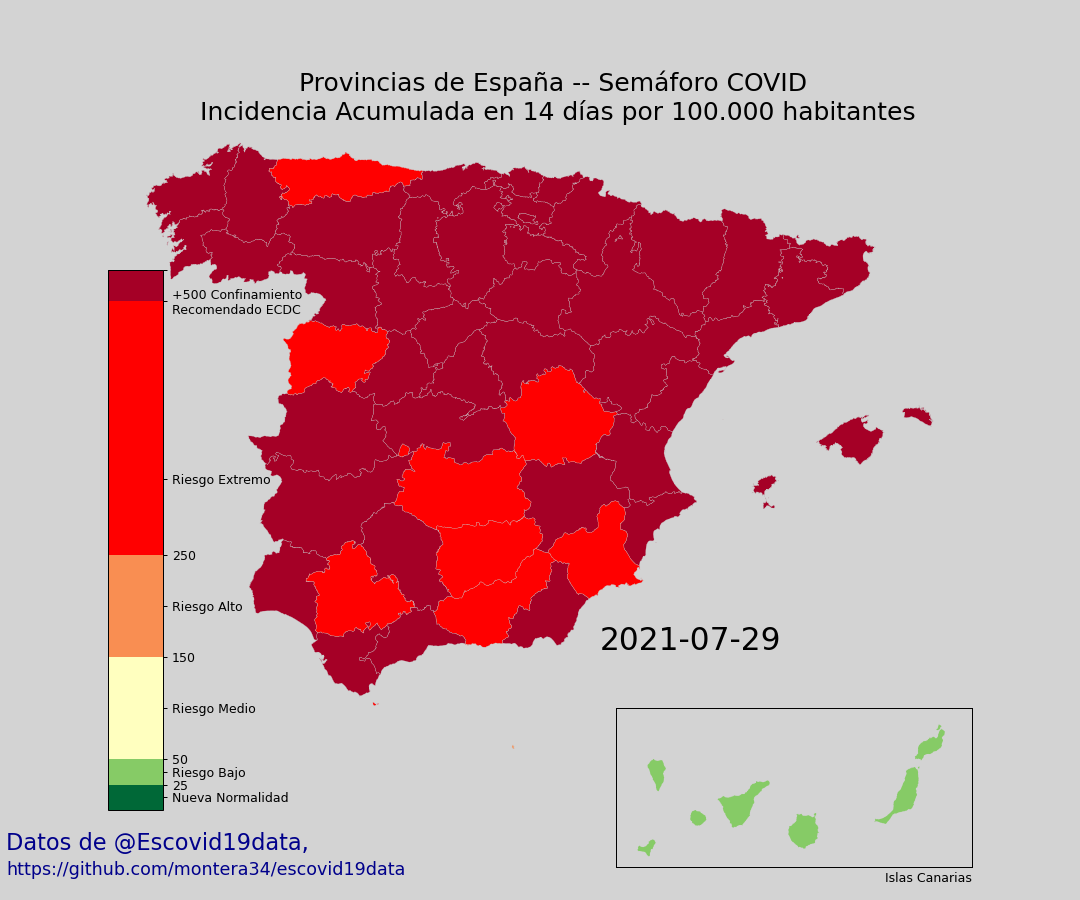 Provincias de España -- Semáforo COVID
Incidencia Acumulada en 14 días por 100.000 habitantes
+500 Confinamiento
Recomendado ECDC
Riesgo Extremo
250
Riesgo Alto
150
Riesgo Medio
50
Riesgo Bajo
25
Nueva Normalidad
2021-07-29
Islas Canarias
Datos de @Escovid19data,
https://github.com/montera34/escovid19data